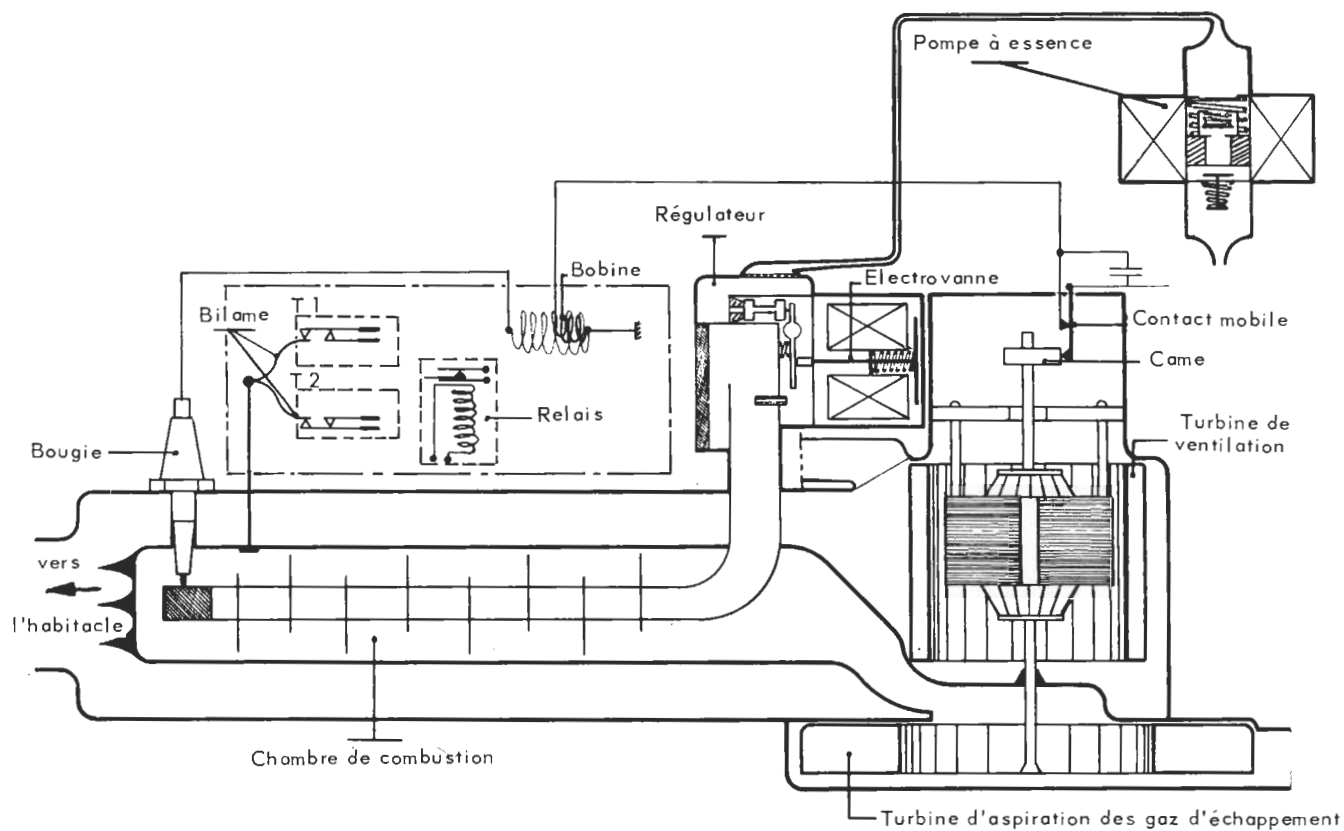 Pompe à essence
Régulateur
Bobine
Electrovanne
T.1
Bilame
Contact mobile
Came
T.2
Relais
Turbine de
ventilation
Bougie
vers
l'habitacle
Chambre de combustion
Turbine d'aspiration des gaz d'échappement